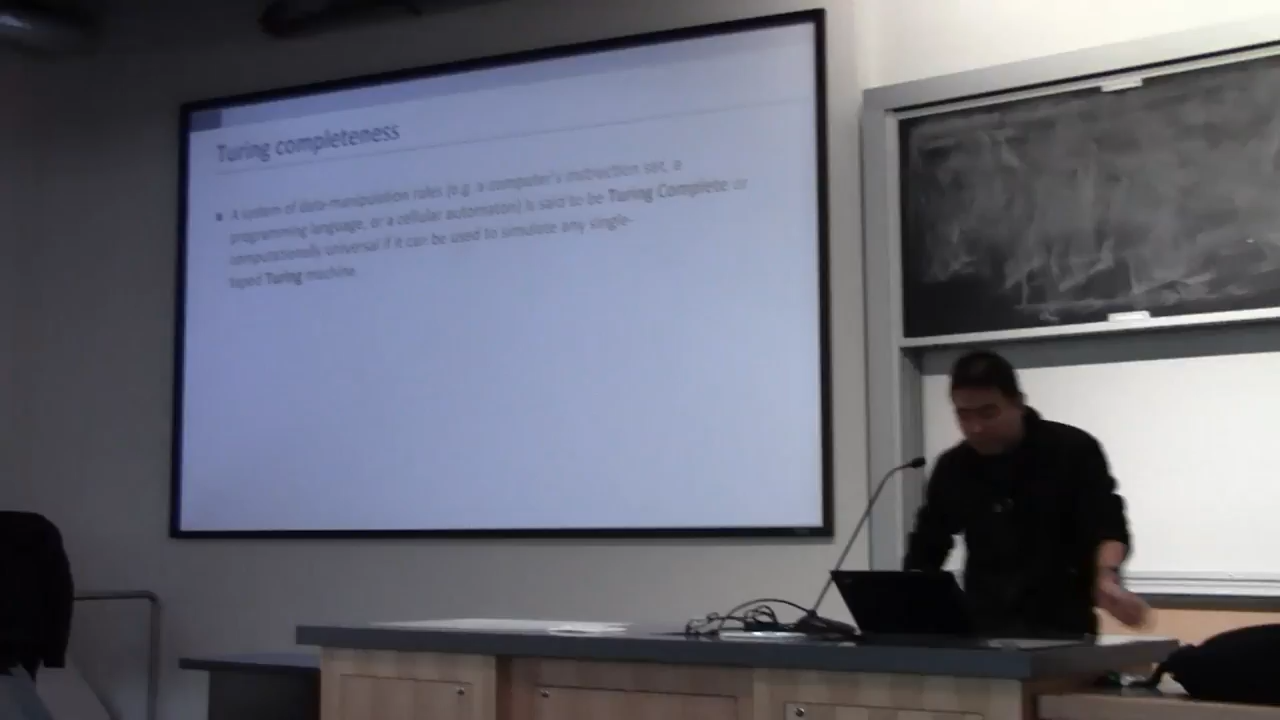 Turing completeness
A system of data-manipulation rules (e.g. a computer's instruction set, a
programming language, or a cellular automaton) is said to be Turing Complete or
computationally universal if it can be used to simulate any single-
taped Turing machine.